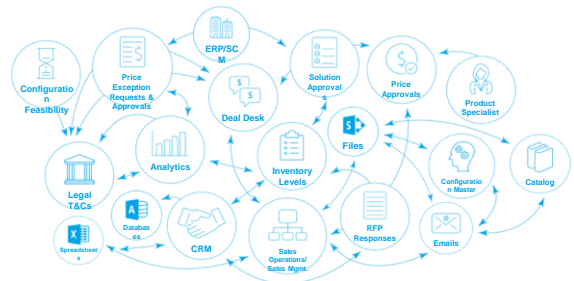 ERP/SC
M
Configuratio
n
Feasibility
Price
Exception
Requests &
Approvals
Deal Desk
$
$
Solution
Approval
s
$
Price
Approvals
Product
Specialist
Legal
T&Cs
Analytics
Inventory
Levels
S
Files
Configuratio
n Master
Catalog
X
Spreadsheet
s
A
Databas
es
CRM
Sales
Operations/
Sales Mgmt.
RFP
Responses
Emails